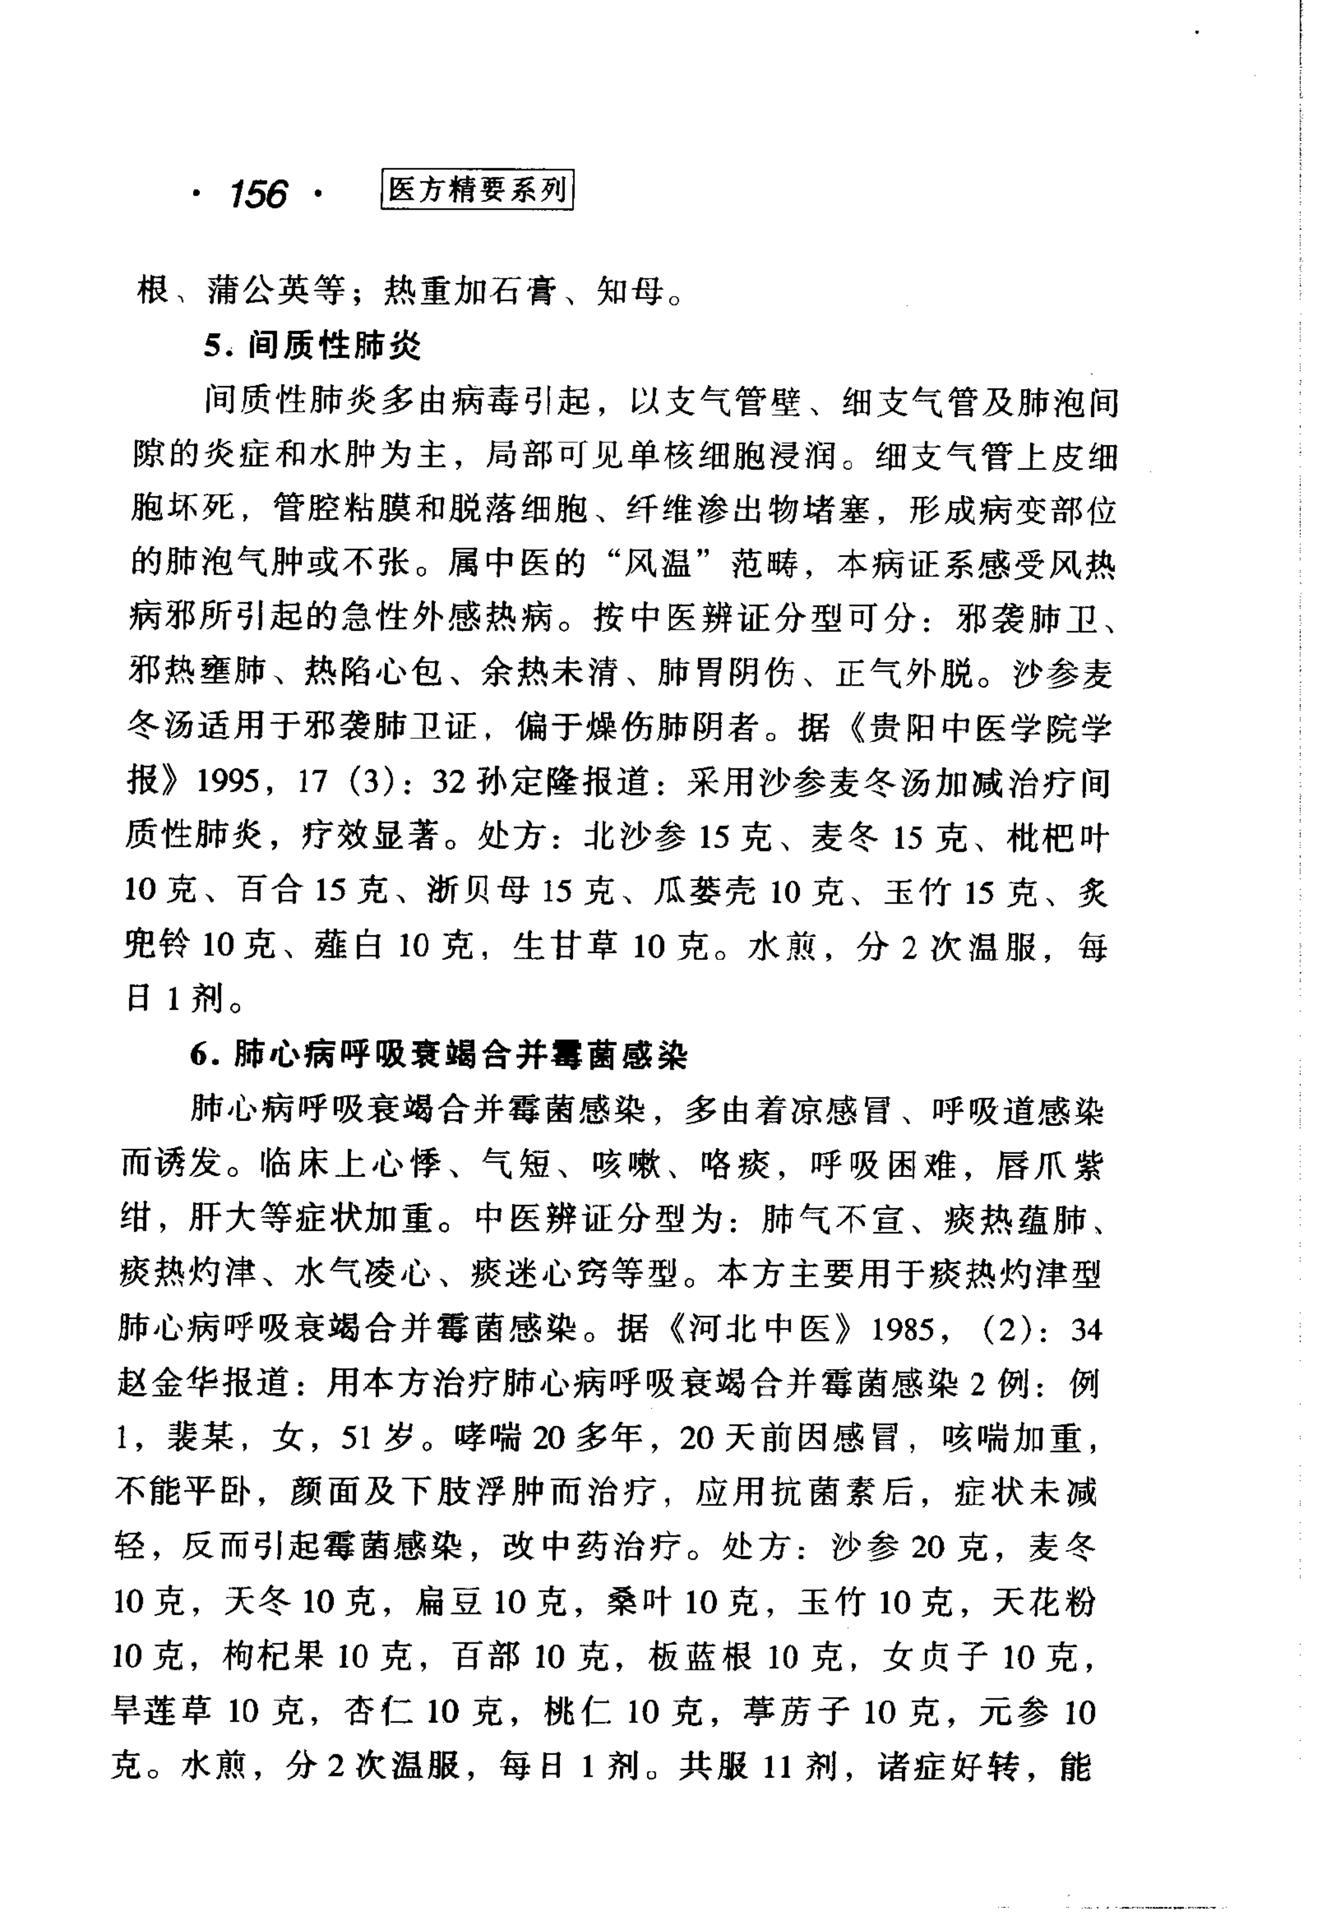 · 156 · 医方精要系列
根、蒲公英等；热重加石膏、知母。
5. 间质性肺炎
间质性肺炎多由病毒引起，以支气管壁、细支气管及肺泡间
隙的炎症和水肿为主，局部可见单核细胞浸润。细支气管上皮细
胞坏死，管腔粘膜和脱落细胞、纤维渗出物堵塞，形成病变部位
的肺泡气肿或不张。属中医的“风温”范畴，本病证系感受风热
病邪所引起的急性外感热病。按中医辨证分型可分：邪袭肺卫、
邪热壅肺、热陷心包、余热未清、肺胃阴伤、正气外脱。沙参麦
冬汤适用于邪袭肺卫证，偏于燥伤肺阴者。据《贵阳中医学院学
报》1995，17（3）：32 孙定隆报道：采用沙参麦冬汤加减治疗间
质性肺炎，疗效显著。处方：北沙参 15 克、麦冬 15 克、枇杷叶
10 克、百合 15 克、浙贝母 15 克、瓜蒌壳 10 克、玉竹 15 克、炙
兜铃 10 克、薤白 10 克，生甘草 10 克。水煎，分 2 次温服，每
日 1 剂。
6. 肺心病呼吸衰竭合并霉菌感染
肺心病呼吸衰竭合并霉菌感染，多由着凉感冒、呼吸道感染
而诱发。临床上心悸、气短、咳嗽、咯痰，呼吸困难，唇爪紫
绀，肝大等症状加重。中医辨证分型为：肺气不宣、痰热蕴肺、
痰热灼津、水气凌心、痰迷心窍等型。本方主要用于痰热灼津型
肺心病呼吸衰竭合并霉菌感染。据《河北中医》1985，（2）：34
赵金华报道：用本方治疗肺心病呼吸衰竭合并霉菌感染 2 例：例
1，裴某，女，51 岁。哮喘 20 多年，20 天前因感冒，咳喘加重，
不能平卧，颜面及下肢浮肿而治疗，应用抗菌素后，症状未减
轻，反而引起霉菌感染，改中药治疗。处方：沙参 20 克，麦冬
10 克，天冬 10 克，扁豆 10 克，桑叶 10 克，玉竹 10 克，天花粉
10 克，枸杞果 10 克，百部 10 克，板蓝根 10 克，女贞子 10 克，
旱莲草 10 克，杏仁 10 克，桃仁 10 克，葶苈子 10 克，元参 10
克。水煎，分 2 次温服，每日 1 剂。共服 11 剂，诸症好转，能